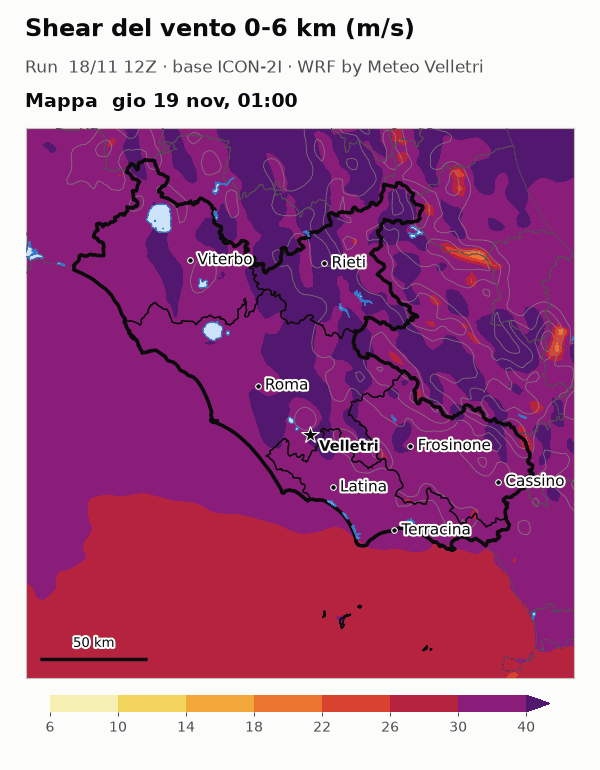 Shear del vento 0-6 km (m/s)
Run  18/11 12Z · base ICON-2I · WRF by Meteo Velletri
Mappa  gio 19 nov, 01:00
Viterbo
Rieti
Roma
Velletri
Frosinone
Latina
Cassino
Terracina
50 km
6 10 14 18 22 26 30 40